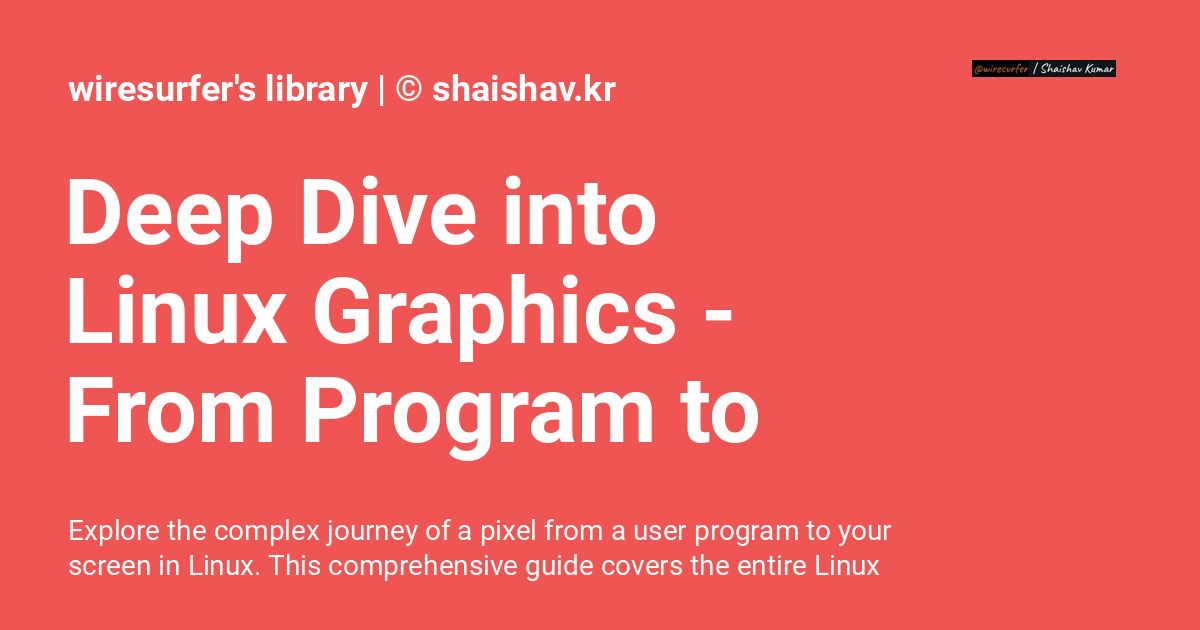 wiresurfer's library | © shaishav.kr
@wiresurfer | Shaishav Kumar
Deep Dive into
Linux Graphics -
From Program to
Explore the complex journey of a pixel from a user program to your
screen in Linux. This comprehensive guide covers the entire Linux